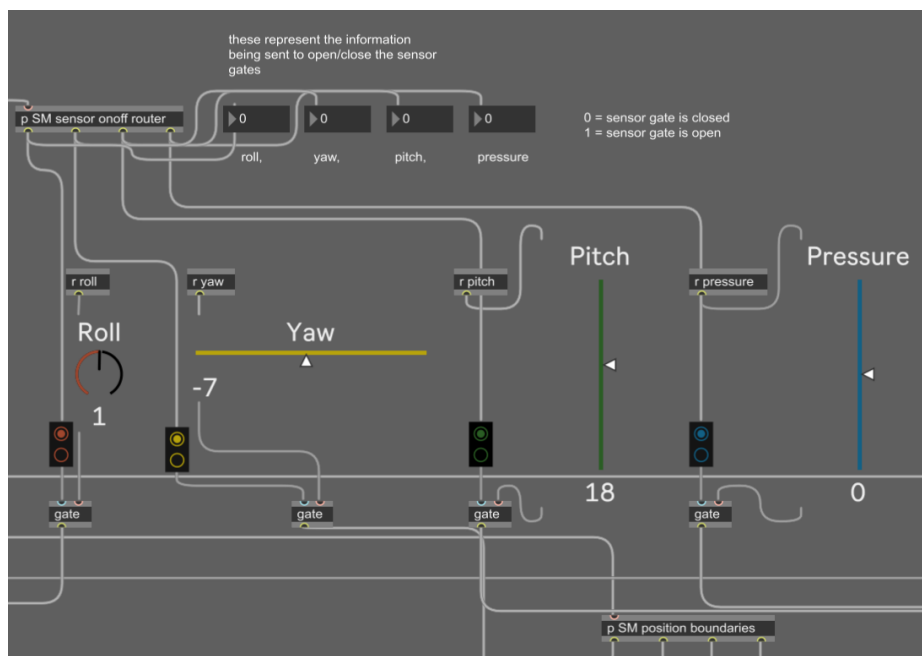 these represent the information
being sent to open/close the sensor
gates
p SM sensor onoff router
0
0
0
0
0 = sensor gate is closed
1 = sensor gate is open
roll,
yaw,
pitch,
pressure
Pitch
Pressure
r roll
r yaw
r pitch
r pressure
Roll
Yaw
-7
1
18
0
gate
gate
gate
gate
p SM position boundaries